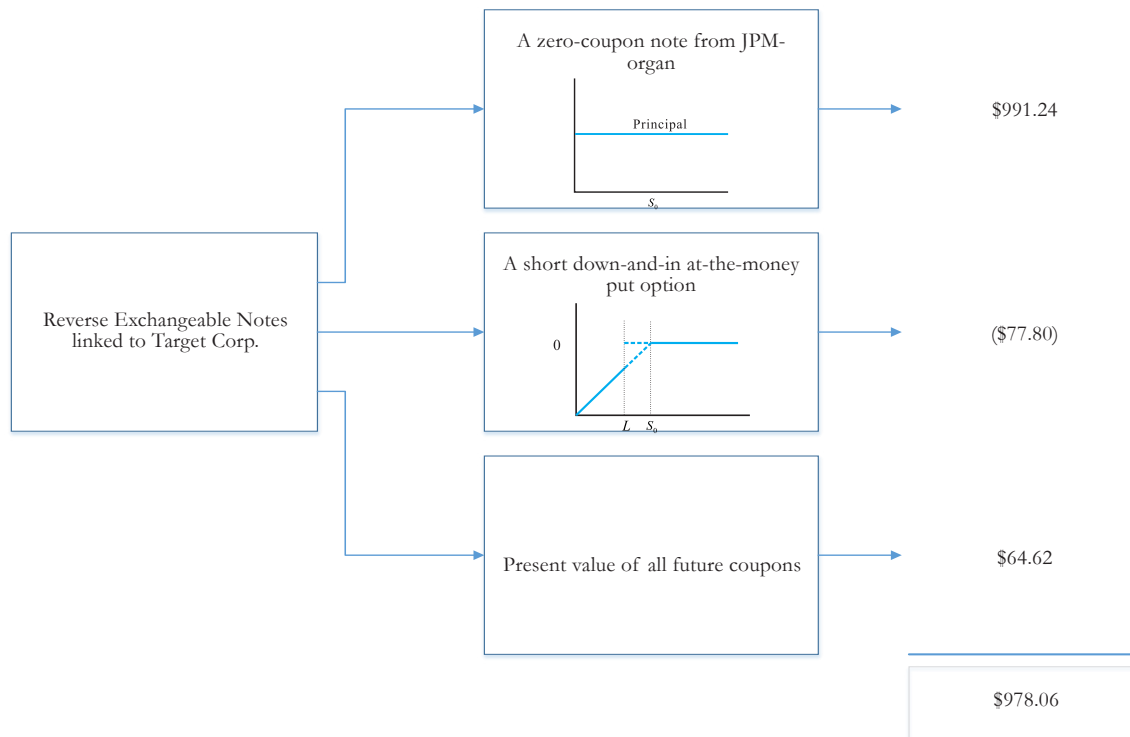 A zero-coupon note from JPM-
organ
Principal
S₀
$991.24
Reverse Exchangeable Notes
linked to Target Corp.
A short down-and-in at-the-money
put option
0
L S₀
($77.80)
Present value of all future coupons
$64.62
$978.06